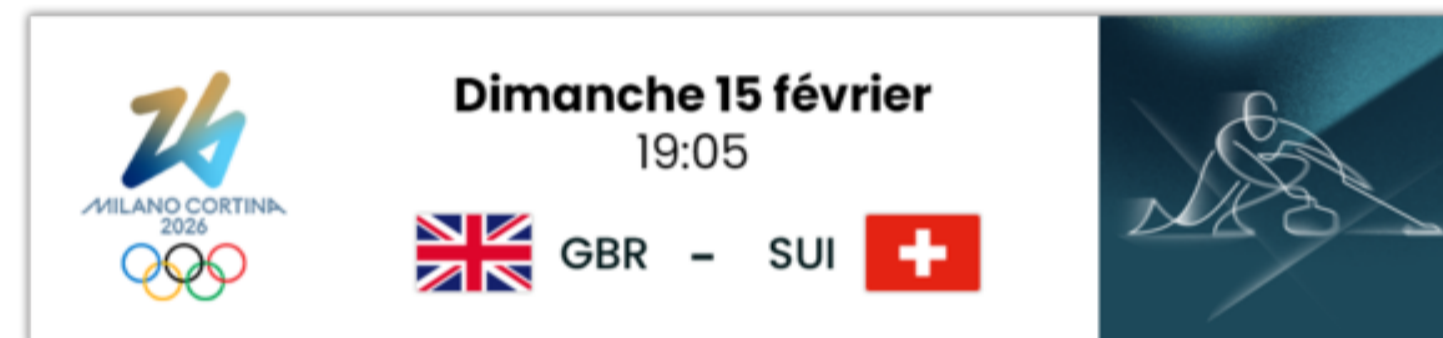 Dimanche 15 février
19:05
MILANO CORTINA
2026
GBR - SUI